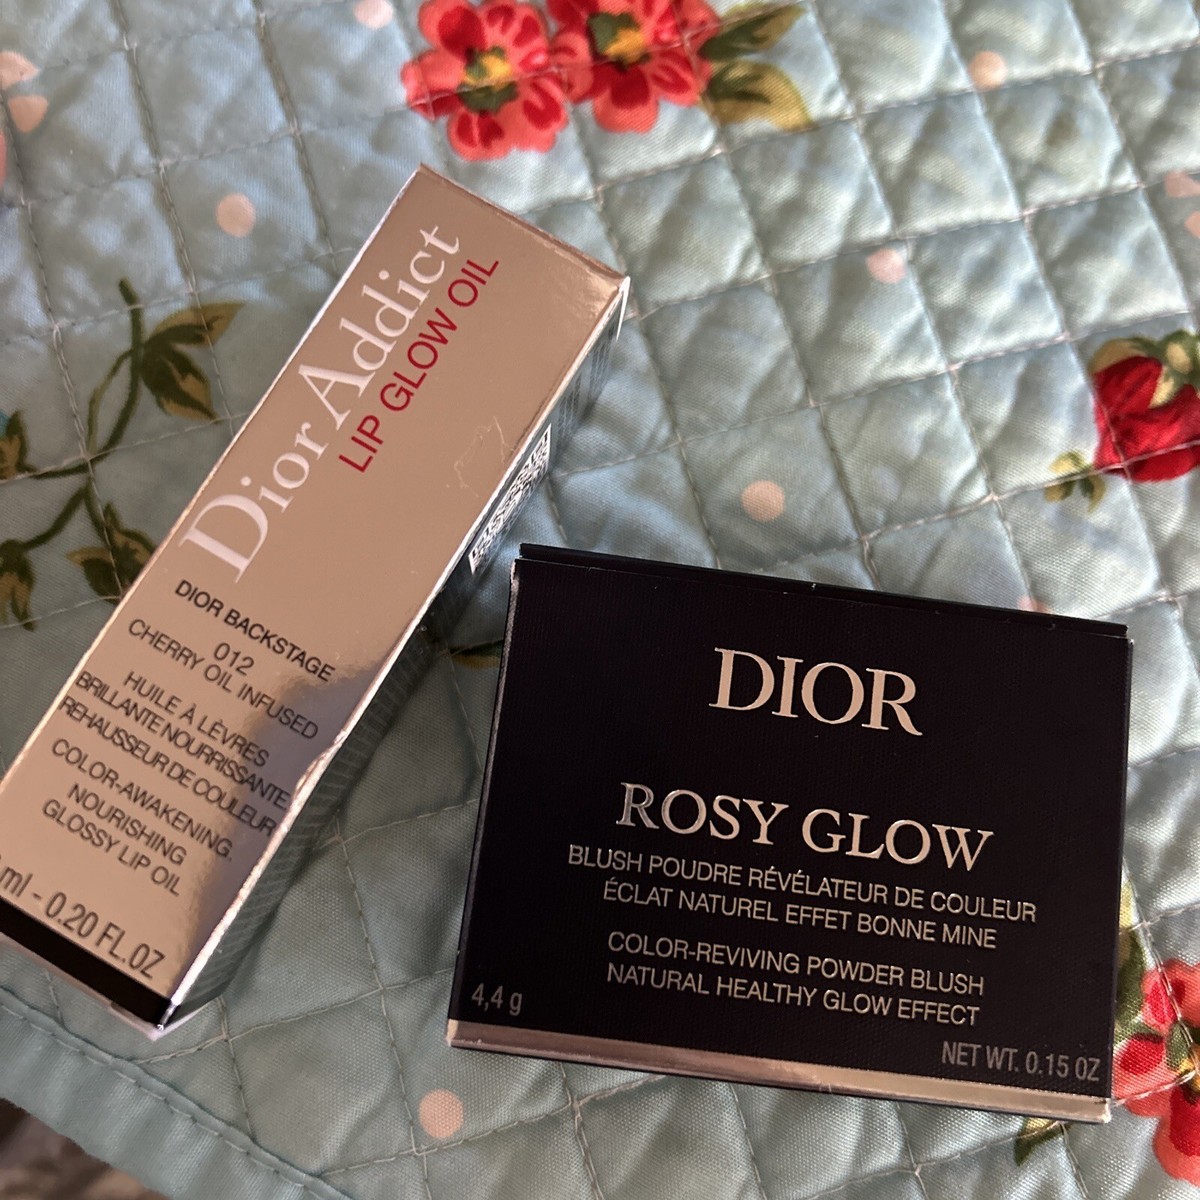 Dior Addict
LIP GLOW OIL
DIOR BACKSTAGE
012
CHERRY OIL INFUSED
HUILE À LÈVRES
BRILLANTE NOURRISSANTE
REHAUSSEUR DE COULEUR
COLOR-AWAKENING
NOURISHING
GLOSSY LIP OIL
ml - 0.20 FL.OZ
DIOR
ROSY GLOW
BLUSH POUDRE RÉVÉLATEUR DE COULEUR
ÉCLAT NATUREL EFFET BONNE MINE
COLOR-REVIVING POWDER BLUSH
NATURAL HEALTHY GLOW EFFECT
4,4 g
NET WT. 0.15 OZ